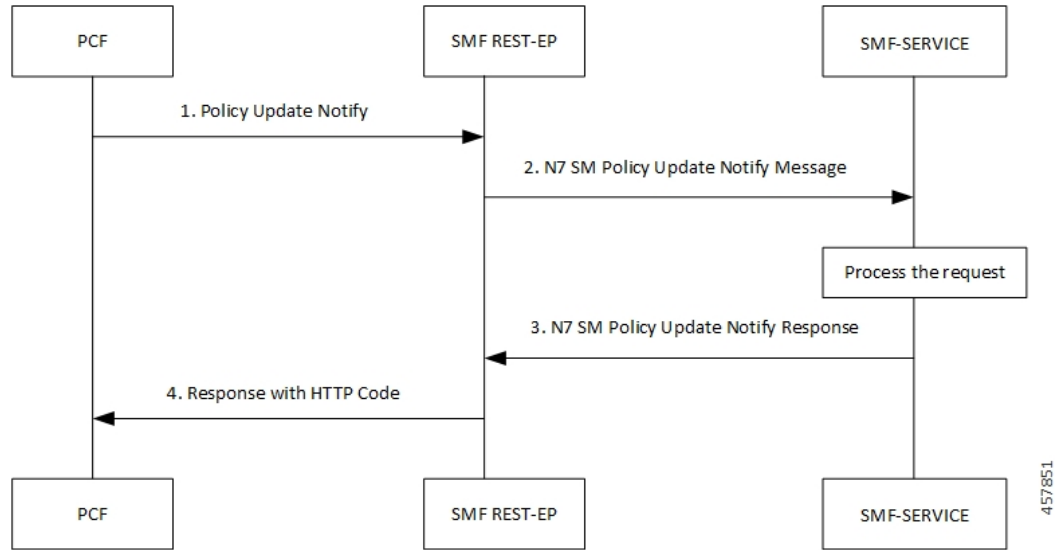 PCF
SMF REST-EP
SMF-SERVICE
1. Policy Update Notify
2. N7 SM Policy Update Notify Message
Process the request
3. N7 SM Policy Update Notify Response
4. Response with HTTP Code
PCF
SMF REST-EP
SMF-SERVICE
457851